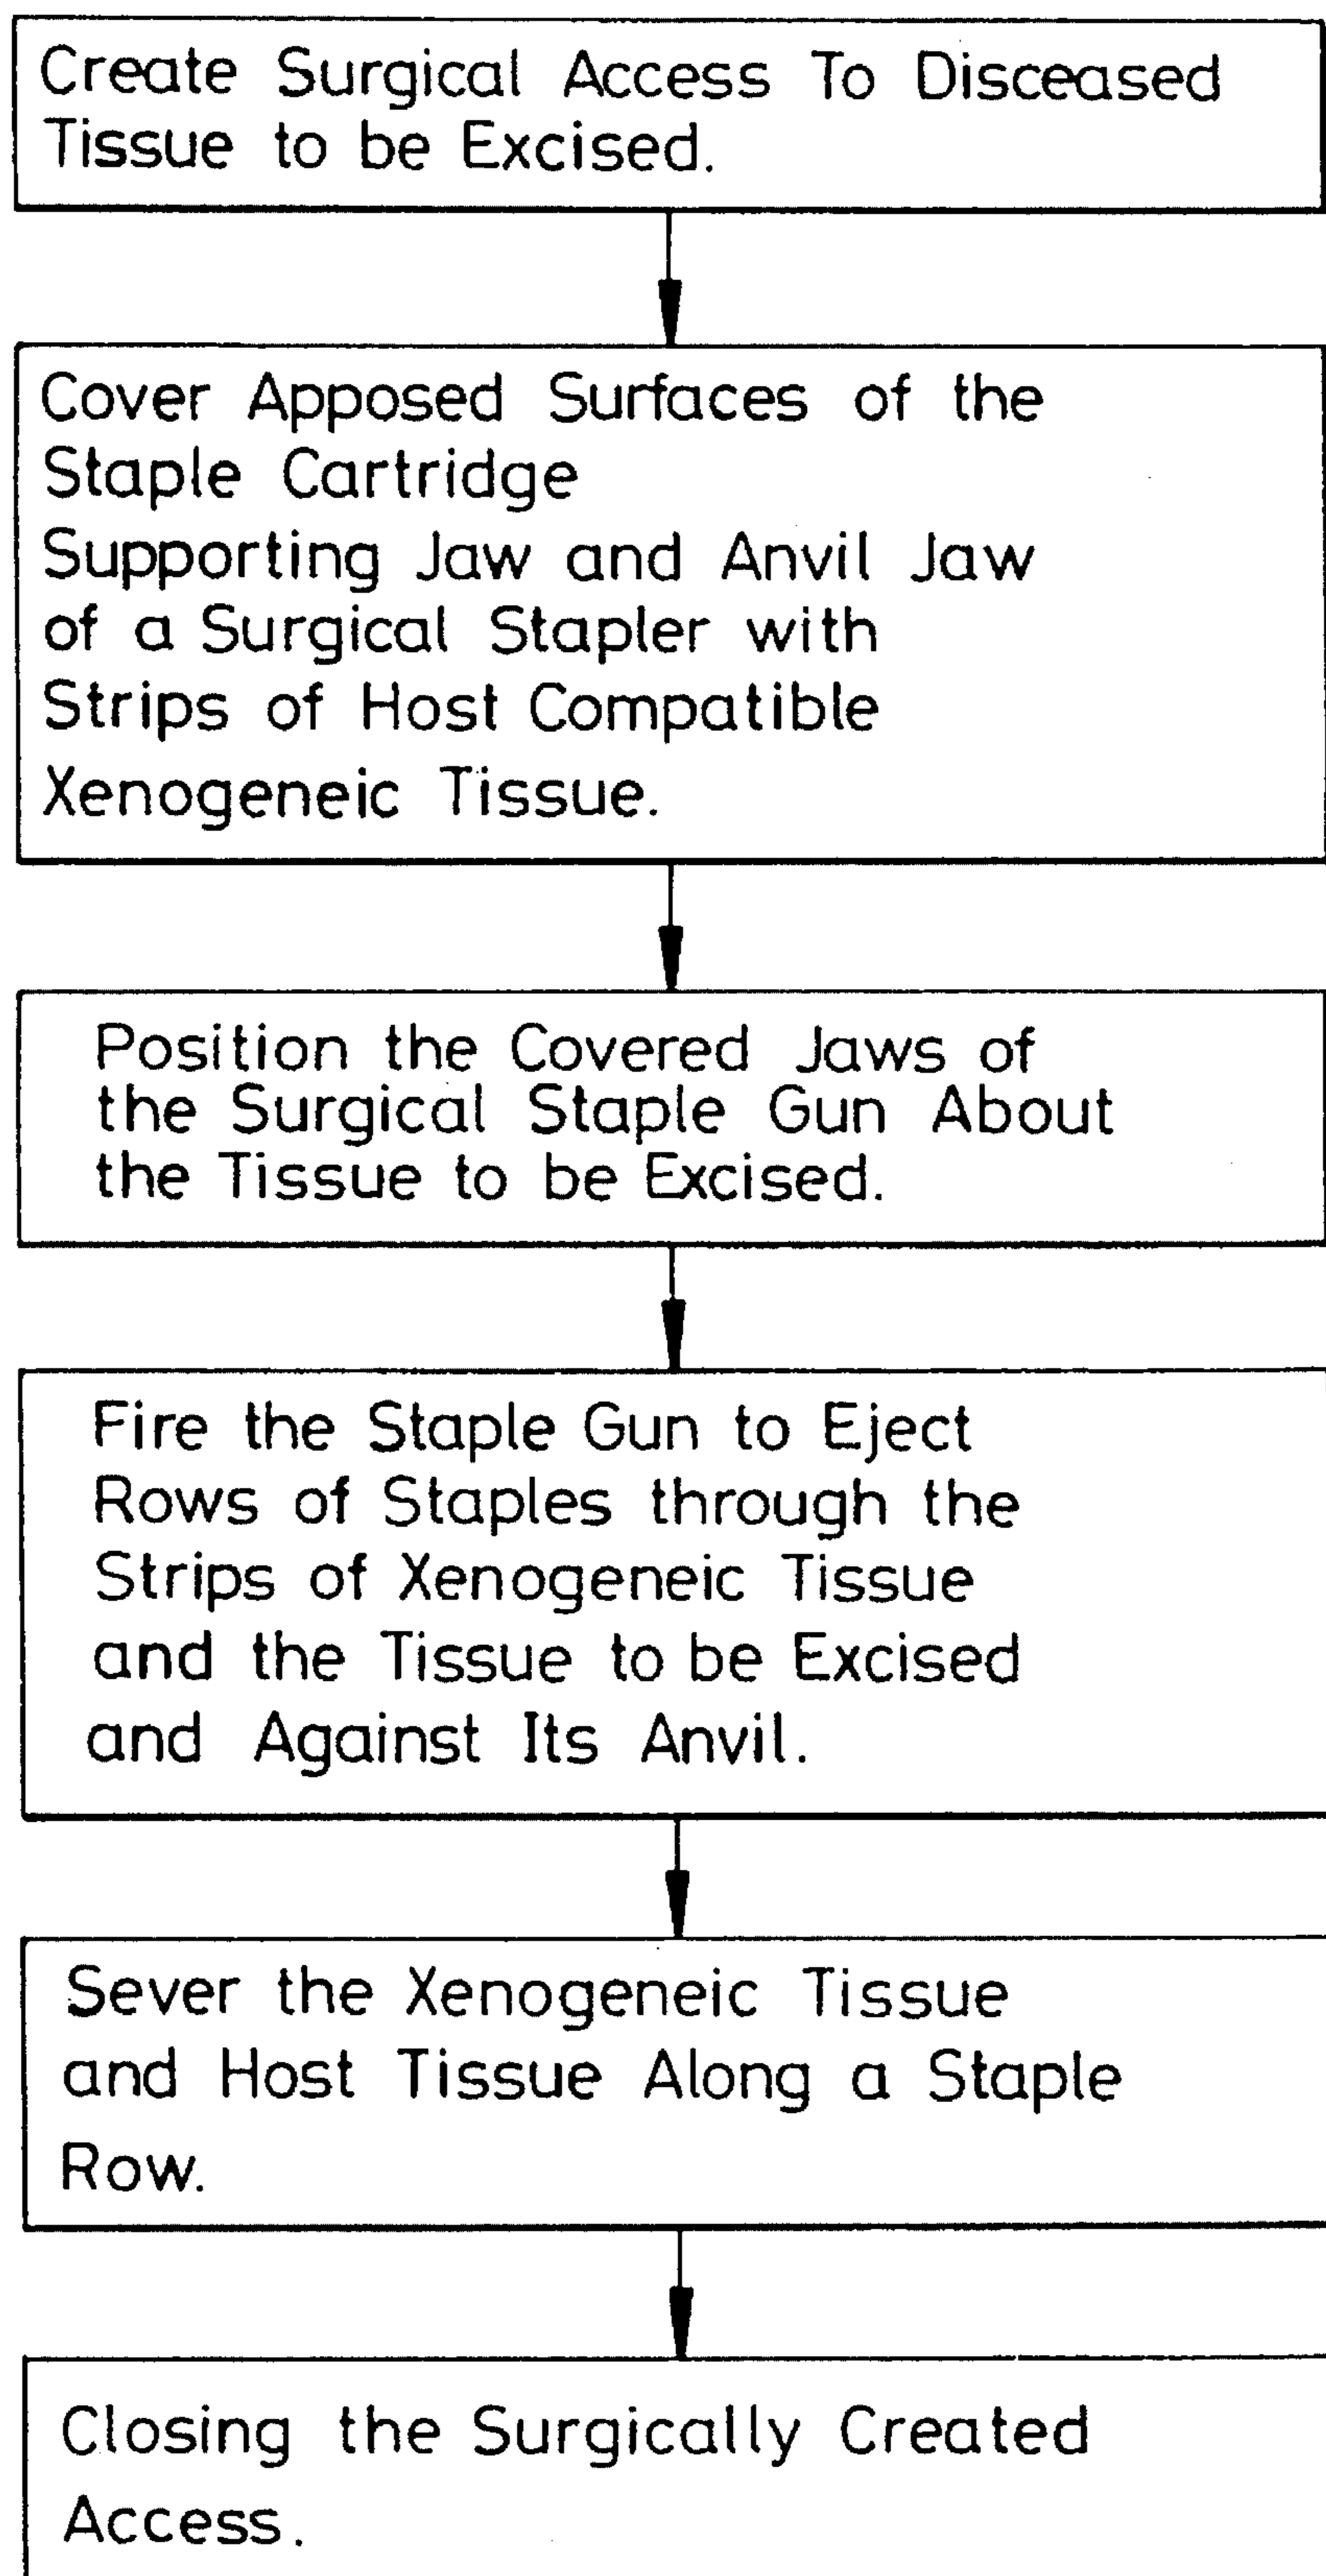 Create Surgical Access To Disceased
Tissue to be Excised.
Cover Apposed Surfaces of the
Staple Cartridge
Supporting Jaw and Anvil Jaw
of a Surgical Stapler with
Strips of Host Compatible
Xenogeneic Tissue.
Position the Covered Jaws of
the Surgical Staple Gun About
the Tissue to be Excised.
Fire the Staple Gun to Eject
Rows of Staples through the
Strips of Xenogeneic Tissue
and the Tissue to be Excised
and Against Its Anvil.
Sever the Xenogeneic Tissue
and Host Tissue Along a Staple
Row.
Closing the Surgically Created
Access.